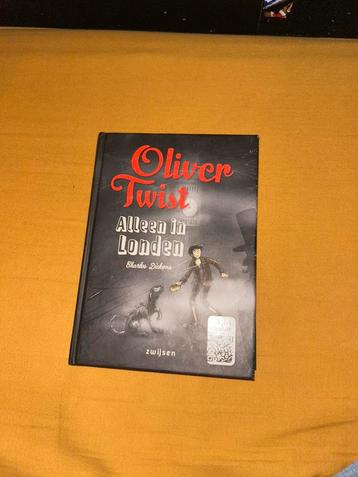 Oliver
Twist
Alleen in
Londen
Charles Dickens
zwijsen